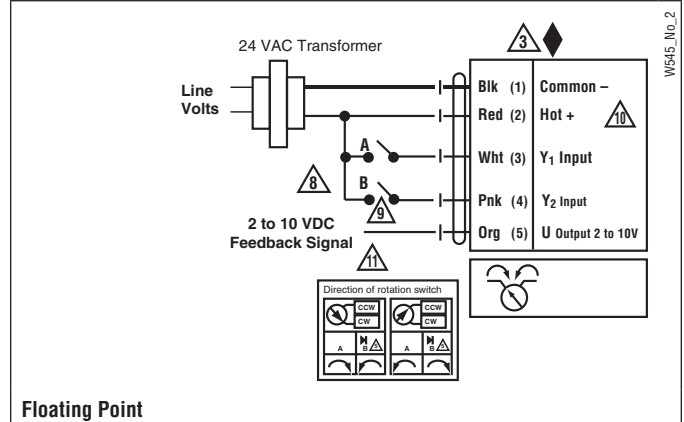 W545_No_2
24 VAC Transformer
3
Line
Volts
Blk (1) Common –
Red (2) Hot +
10
A
Wht (3) Y1 Input
8
B
Pnk (4) Y2 Input
9
2 to 10 VDC
Feedback Signal
Org (5) U Output 2 to 10V
11
Direction of rotation switch
CCW
CW
CCW
CW
A
B
5
A
B
5
Floating Point